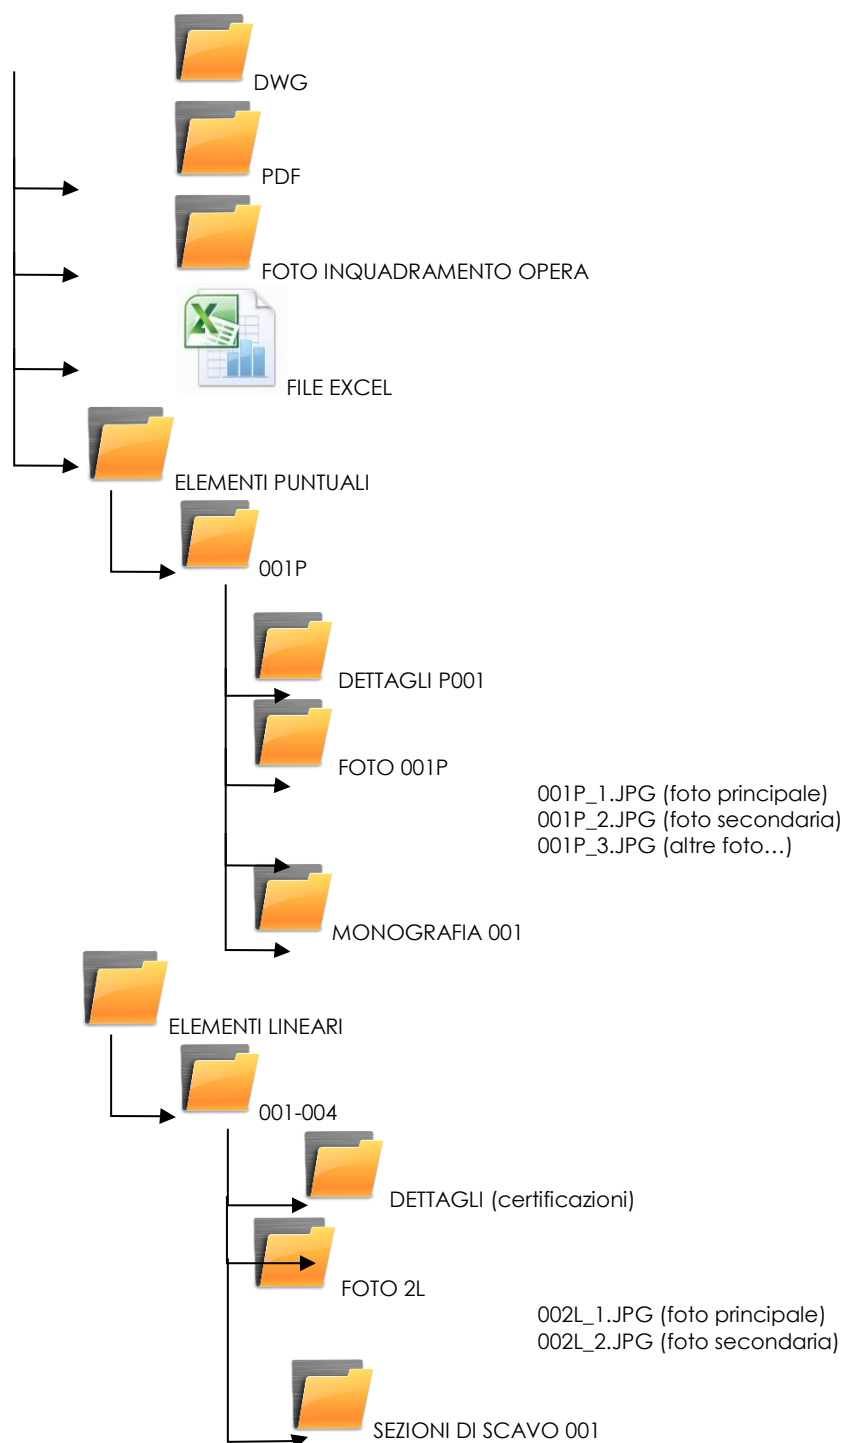 DWG
PDF
FOTO INQUADRAMENTO OPERA
FILE EXCEL
ELEMENTI PUNTUALI
001P
DETTAGLI P001
FOTO 001P
001P_1.JPG (foto principale)
001P_2.JPG (foto secondaria)
001P_3.JPG (altre foto…)
MONOGRAFIA 001
ELEMENTI LINEARI
001-004
DETTAGLI (certificazioni)
FOTO 2L
002L_1.JPG (foto principale)
002L_2.JPG (foto secondaria)
SEZIONI DI SCAVO 001